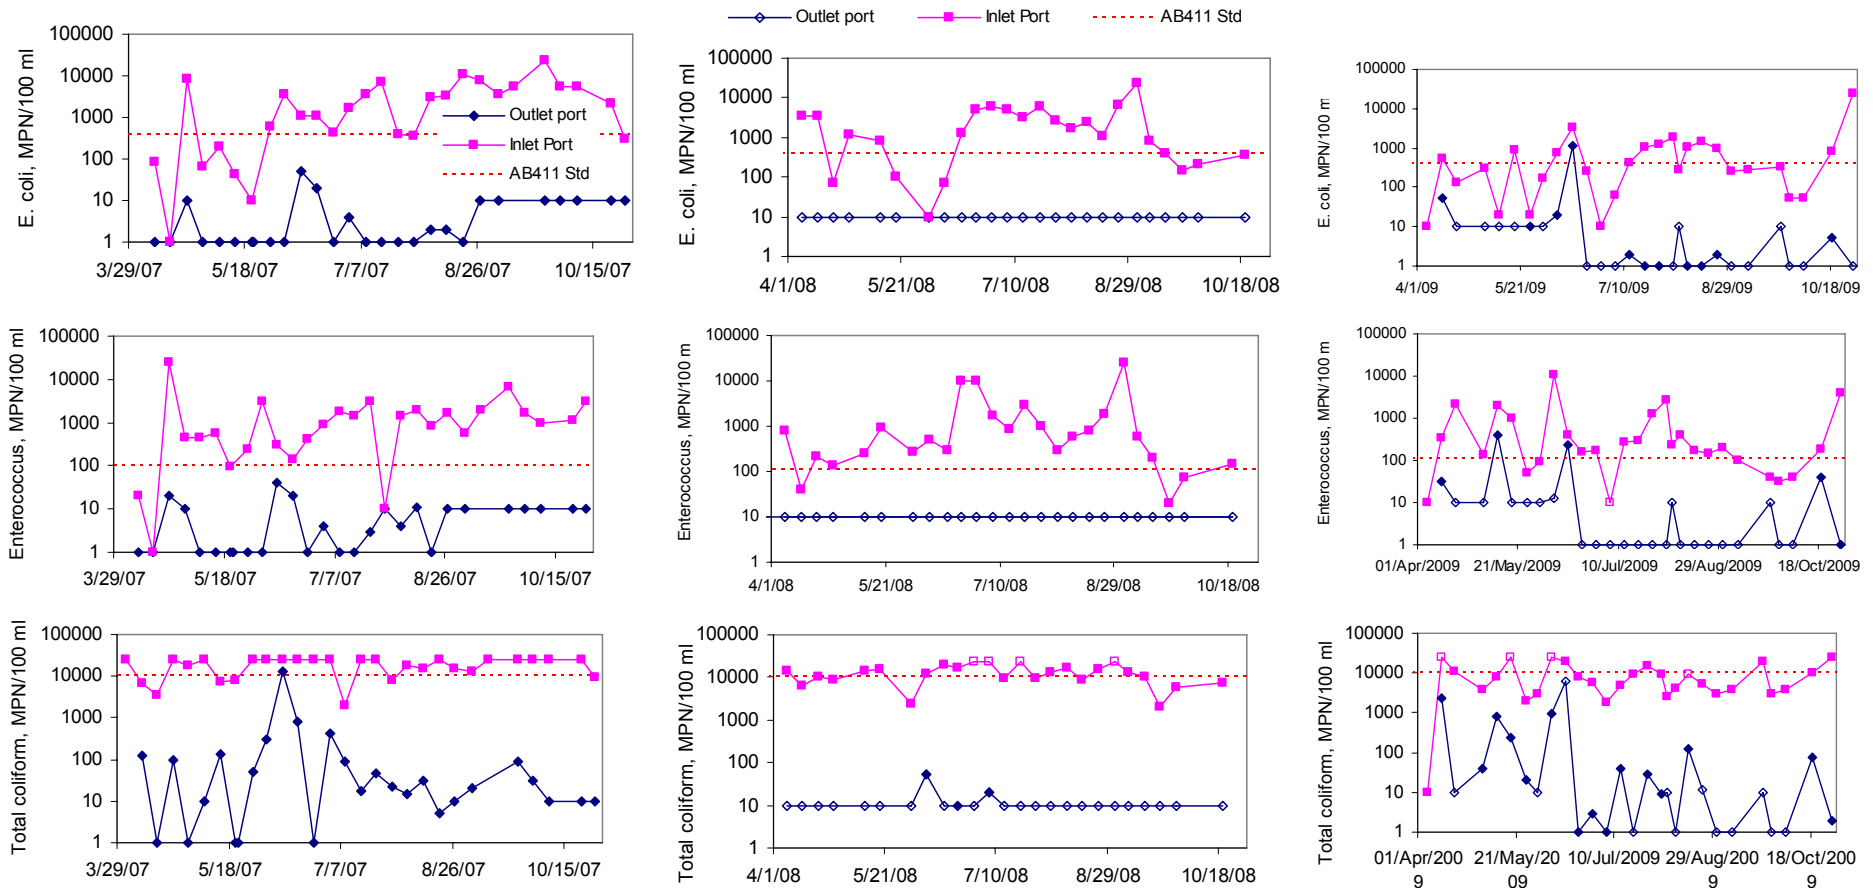 Outlet port Inlet Port AB411 Std
E. coli, MPN/100 ml
100000
10000
1000
100
10
1
Outlet port
Inlet Port
AB411 Std
3/29/07 5/18/07 7/7/07 8/26/07 10/15/07
E. coli, MPN/100 ml
100000
10000
1000
100
10
1
4/1/08 5/21/08 7/10/08 8/29/08 10/18/08
E. coli, MPN/100 m
100000
10000
1000
100
10
1
4/1/09 5/21/09 7/10/09 8/29/09 10/18/09
Enterococcus, MPN/100 ml
100000
10000
1000
100
10
1
3/29/07 5/18/07 7/7/07 8/26/07 10/15/07
Enterococcus, MPN/100 m
100000
10000
1000
100
10
1
4/1/08 5/21/08 7/10/08 8/29/08 10/18/08
Enterococcus, MPN/100 m
100000
10000
1000
100
10
1
01/Apr/2009 21/May/2009 10/Jul/2009 29/Aug/2009 18/Oct/2009
Total coliform, MPN/100 ml
100000
10000
1000
100
10
1
3/29/07 5/18/07 7/7/07 8/26/07 10/15/07
Total coliform, MPN/100 ml
100000
10000
1000
100
10
1
4/1/08 5/21/08 7/10/08 8/29/08 10/18/08
Total coliform, MPN/100 ml
100000
10000
1000
100
10
1
01/Apr/200 21/May/20 10/Jul/2009 29/Aug/200 18/Oct/200
9 09 9 9